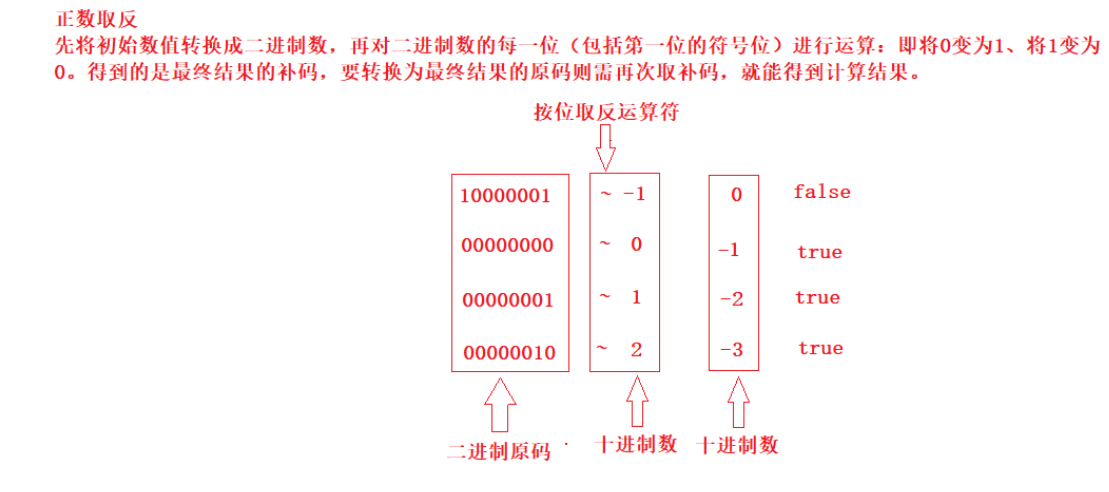 正数取反
先将初始数值转换成二进制数，再对二进制数的每一位（包括第一位的符号位）进行运算：即将0变为1、将1变为
0。得到的是最终结果的补码，要转换为最终结果的原码则需再次取补码，就能得到计算结果。
按位取反运算符
10000001 ~ -1 0 false
00000000 ~ 0 -1 true
00000001 ~ 1 -2 true
00000010 ~ 2 -3 true
二进制原码 十进制数 十进制数